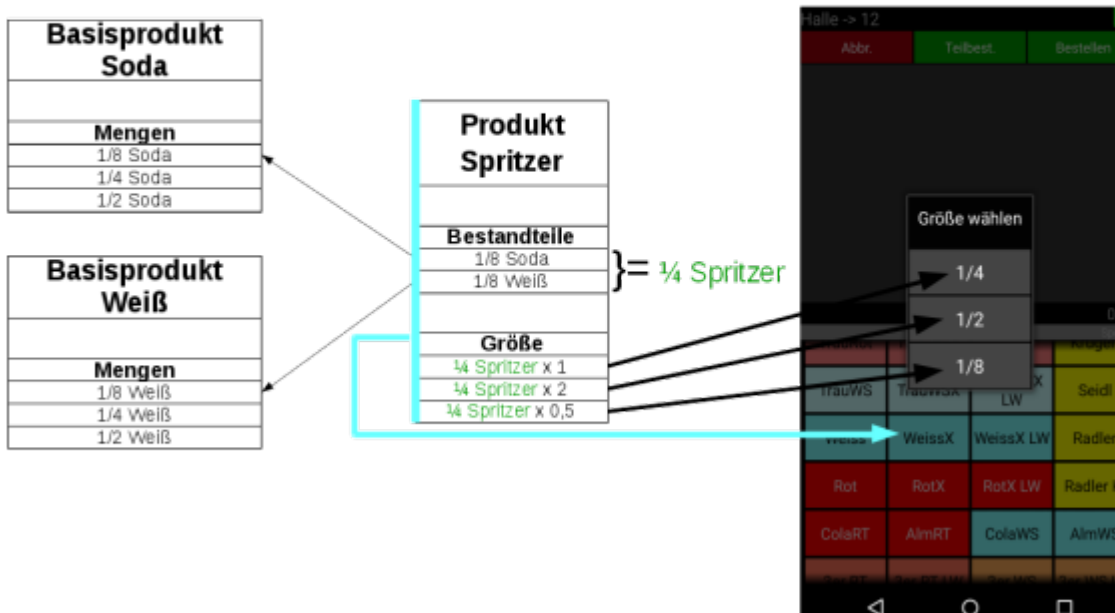 Basisprodukt
Soda
Mengen
1/8 Soda
1/4 Soda
1/2 Soda
Basisprodukt
Weiß
Mengen
1/8 Weiß
1/4 Weiß
1/2 Weiß
Produkt
Spritzer
Bestandteile
1/8 Soda
1/8 Weiß
}= ¼ Spritzer
Größe
¼ Spritzer x 1
¼ Spritzer x 2
¼ Spritzer x 0,5
Halle -> 12
Abbr. Teilbest. Bestellen
Größe wählen
1/4
1/2
1/8
TraubWS LW Seidl
Weiss WeissX WeissX LW Radler
Rot RotX RotX LW Radler
ColaRT AlmRT ColaWS AlmWS